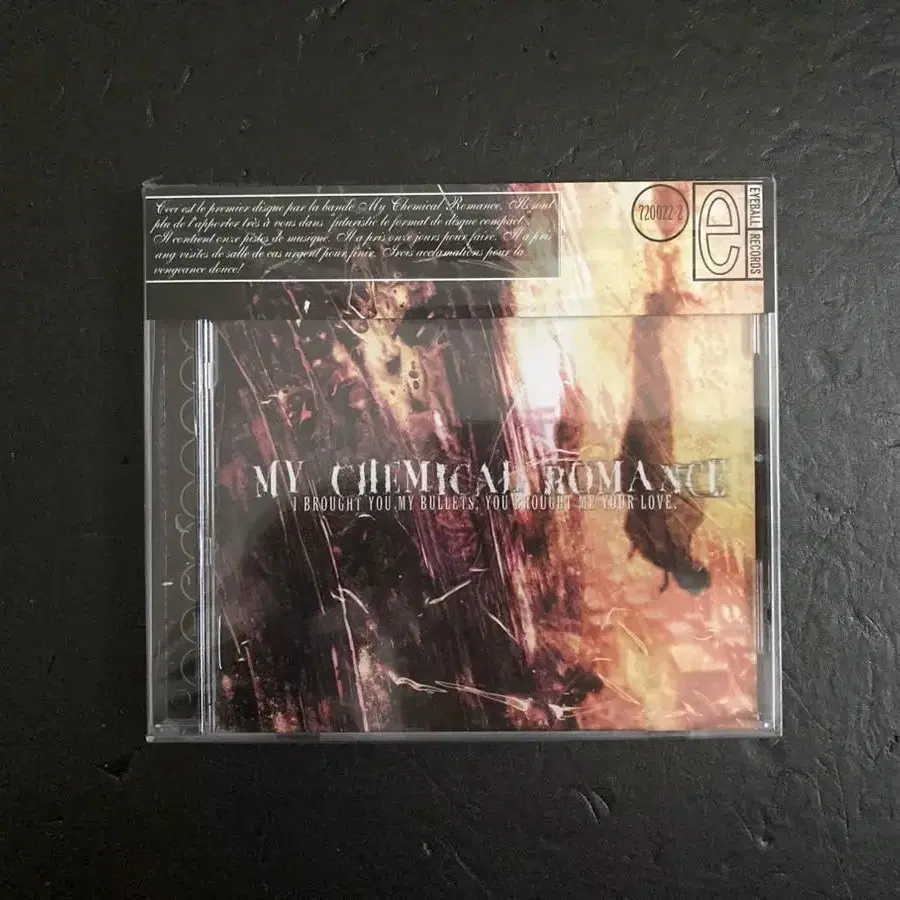 Ceci est le premier disque par la bande My Chemical Romance. Ils sont
plu de l'apporter très à vous dans "futuristic le format de disque compact".
Il contient onze pistes de musique. Il a pris onze jours pour faire. Il a pris
ang visites de salle de cas urgent pour finir. Trois acclamations pour la
vengeance douce!
720022-2
e
EYEBALL RECORDS
MY CHEMICAL ROMANCE
I BROUGHT YOU MY BULLETS, YOU BROUGHT ME YOUR LOVE.